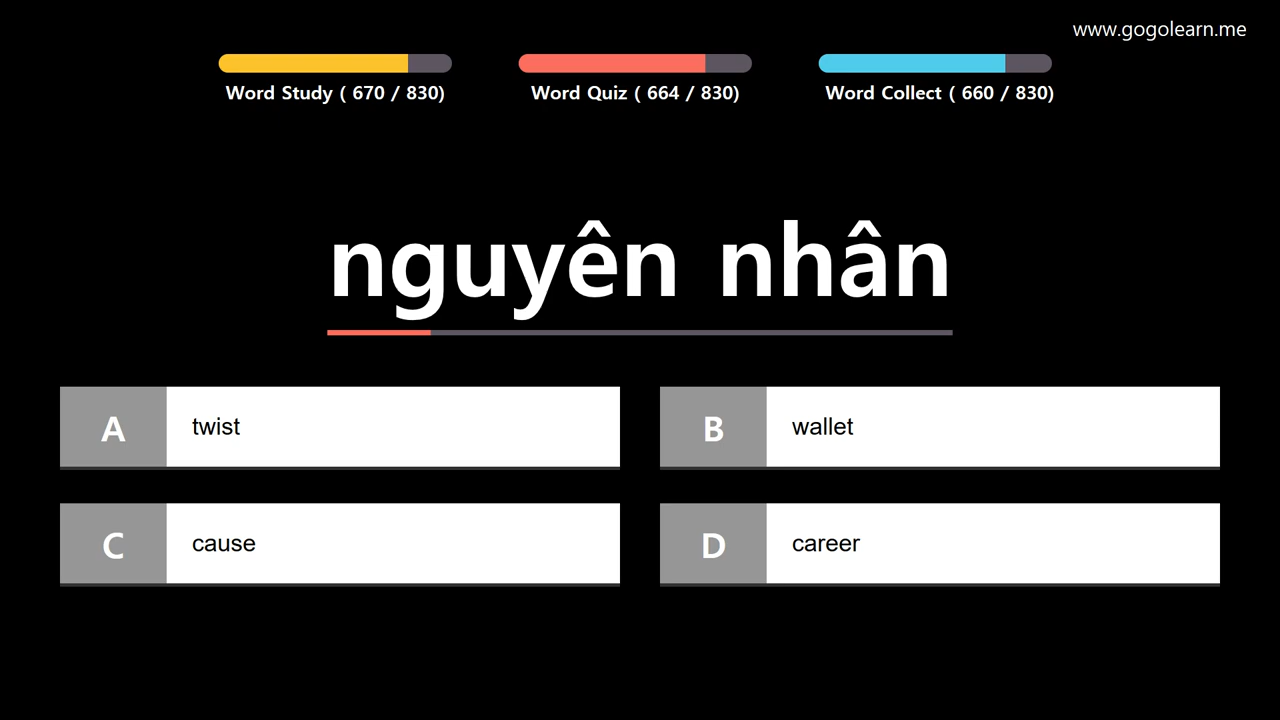 www.gogolearn.me
Word Study ( 670 / 830)
Word Quiz ( 664 / 830)
Word Collect ( 660 / 830)
nguyên nhân
A twist
B wallet
C cause
D career